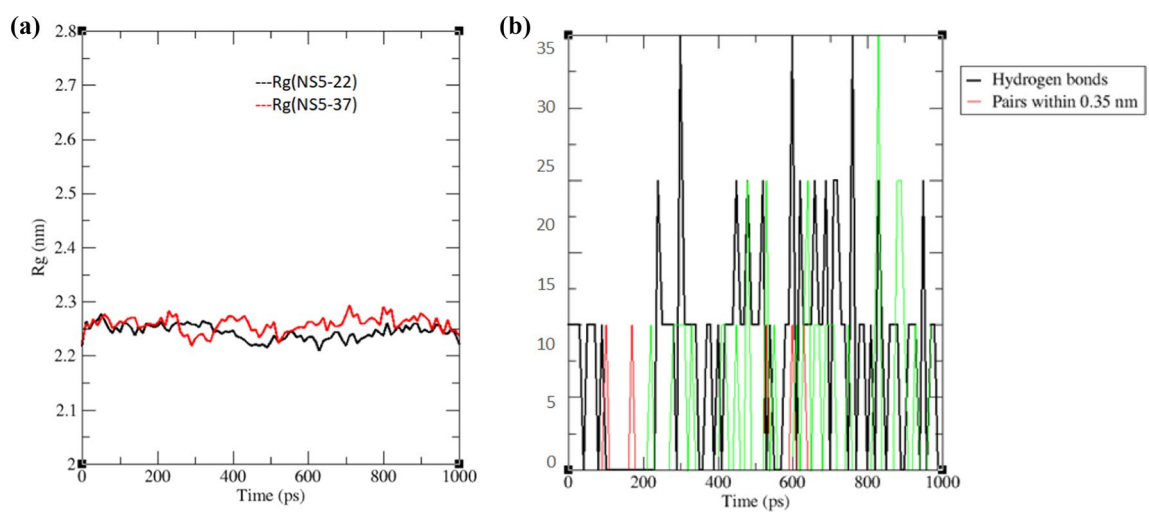 (a)
2.8
2.7
2.6
2.5
2.4
2.3
2.2
2.1
2
Rg (nm)
---Rg(NS5-22)
---Rg(NS5-37)
0 200 400 600 800 1000
Time (ps)
(b)
35
30
25
20
15
10
5
0
0 200 400 600 800 1000
Time (ps)
Hydrogen bonds
Pairs within 0.35 nm